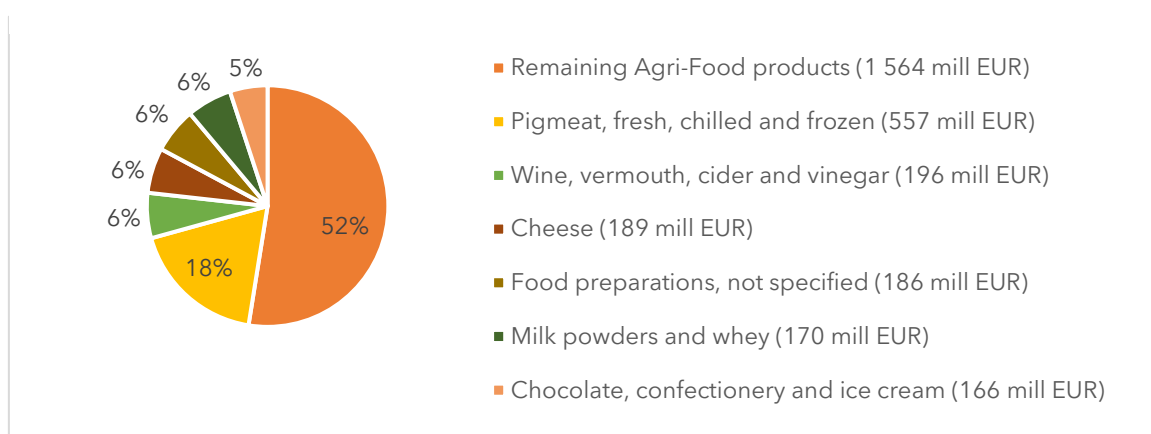 5%
6%
6%
6%
6%
18%
52%
Remaining Agri-Food products (1 564 mill EUR)
Pigmeat, fresh, chilled and frozen (557 mill EUR)
Wine, vermouth, cider and vinegar (196 mill EUR)
Cheese (189 mill EUR)
Food preparations, not specified (186 mill EUR)
Milk powders and whey (170 mill EUR)
Chocolate, confectionery and ice cream (166 mill EUR)